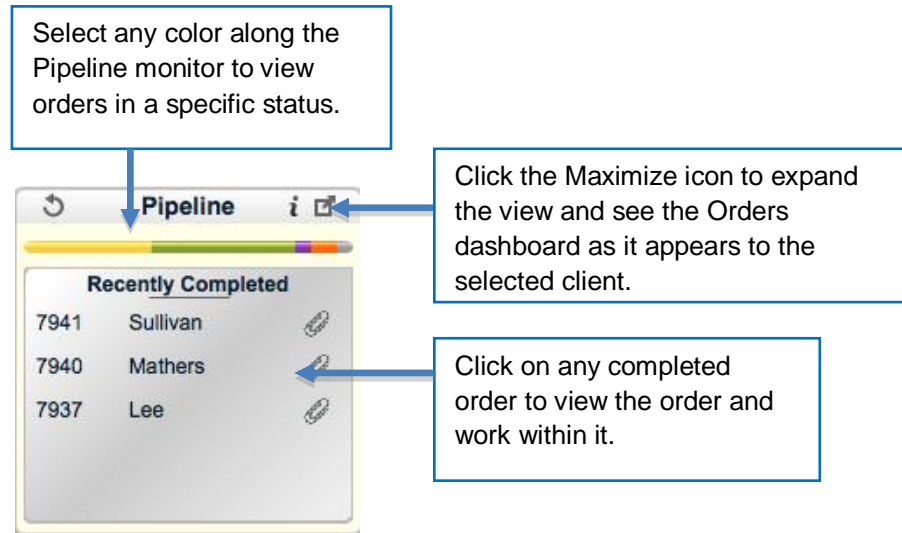 Select any color along the
Pipeline monitor to view
orders in a specific status.
Click the Maximize icon to expand
the view and see the Orders
dashboard as it appears to the
selected client.
Pipeline i
Recently Completed
7941 Sullivan
7940 Mathers
7937 Lee
Click on any completed
order to view the order and
work within it.